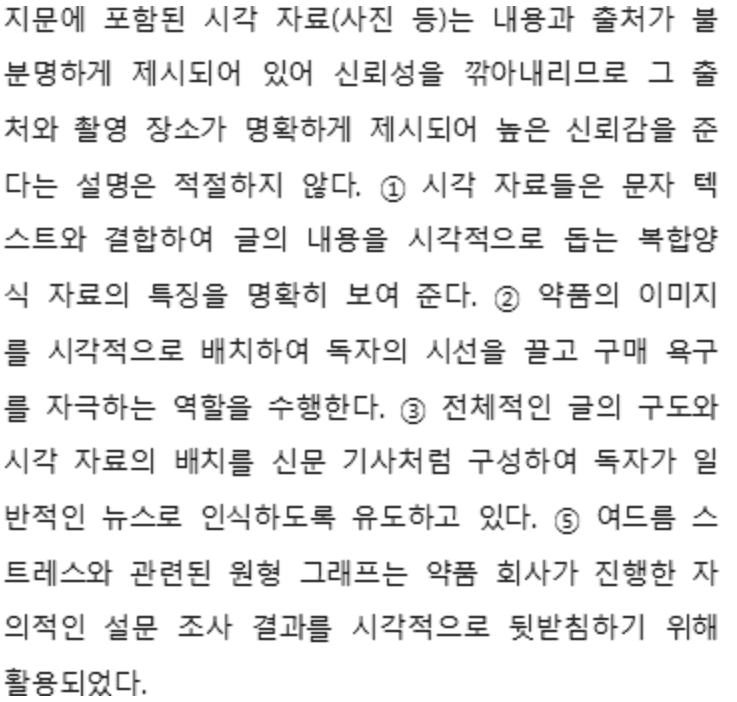 지문에 포함된 시각 자료(사진 등)는 내용과 출처가 불
분명하게 제시되어 있어 신뢰성을 깎아내리므로 그 출
처와 촬영 장소가 명확하게 제시되어 높은 신뢰감을 준
다는 설명은 적절하지 않다. ① 시각 자료들은 문자 텍
스트와 결합하여 글의 내용을 시각적으로 돕는 복합양
식 자료의 특징을 명확히 보여 준다. ② 약품의 이미지
를 시각적으로 배치하여 독자의 시선을 끌고 구매 욕구
를 자극하는 역할을 수행한다. ③ 전체적인 글의 구도와
시각 자료의 배치를 신문 기사처럼 구성하여 독자가 일
반적인 뉴스로 인식하도록 유도하고 있다. ⑤ 여드름 스
트레스와 관련된 원형 그래프는 약품 회사가 진행한 자
의적인 설문 조사 결과를 시각적으로 뒷받침하기 위해
활용되었다.